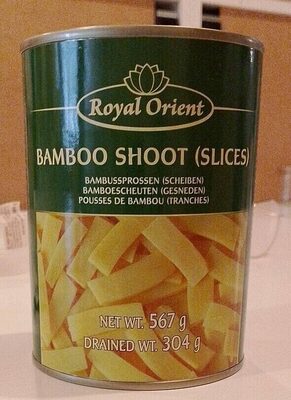 Royal Orient
BAMBOO SHOOT (SLICES)
BAMBUSSPROSSEN (SCHEIBEN)
BAMBOESCHEUTEN (GESNEDEN)
POUSSES DE BAMBOU (TRANCHES)
NET WT. 567 g
DRAINED WT. 304 g